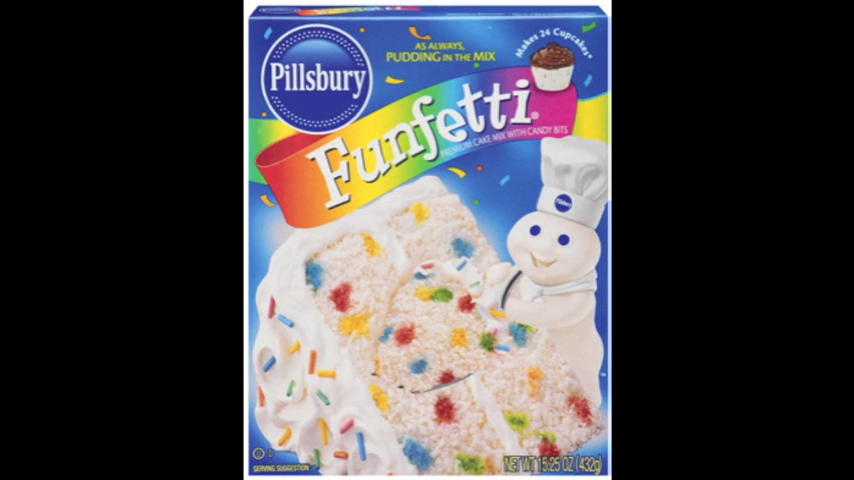 Pillsbury
AS ALWAYS,
PUDDING IN THE MIX
Makes 24 Cupcakes*
Funfetti®
PREMIUM CAKE MIX WITH CANDY BITS
Pillsbury
SERVING SUGGESTION
NET WT 15.25 OZ (432g)